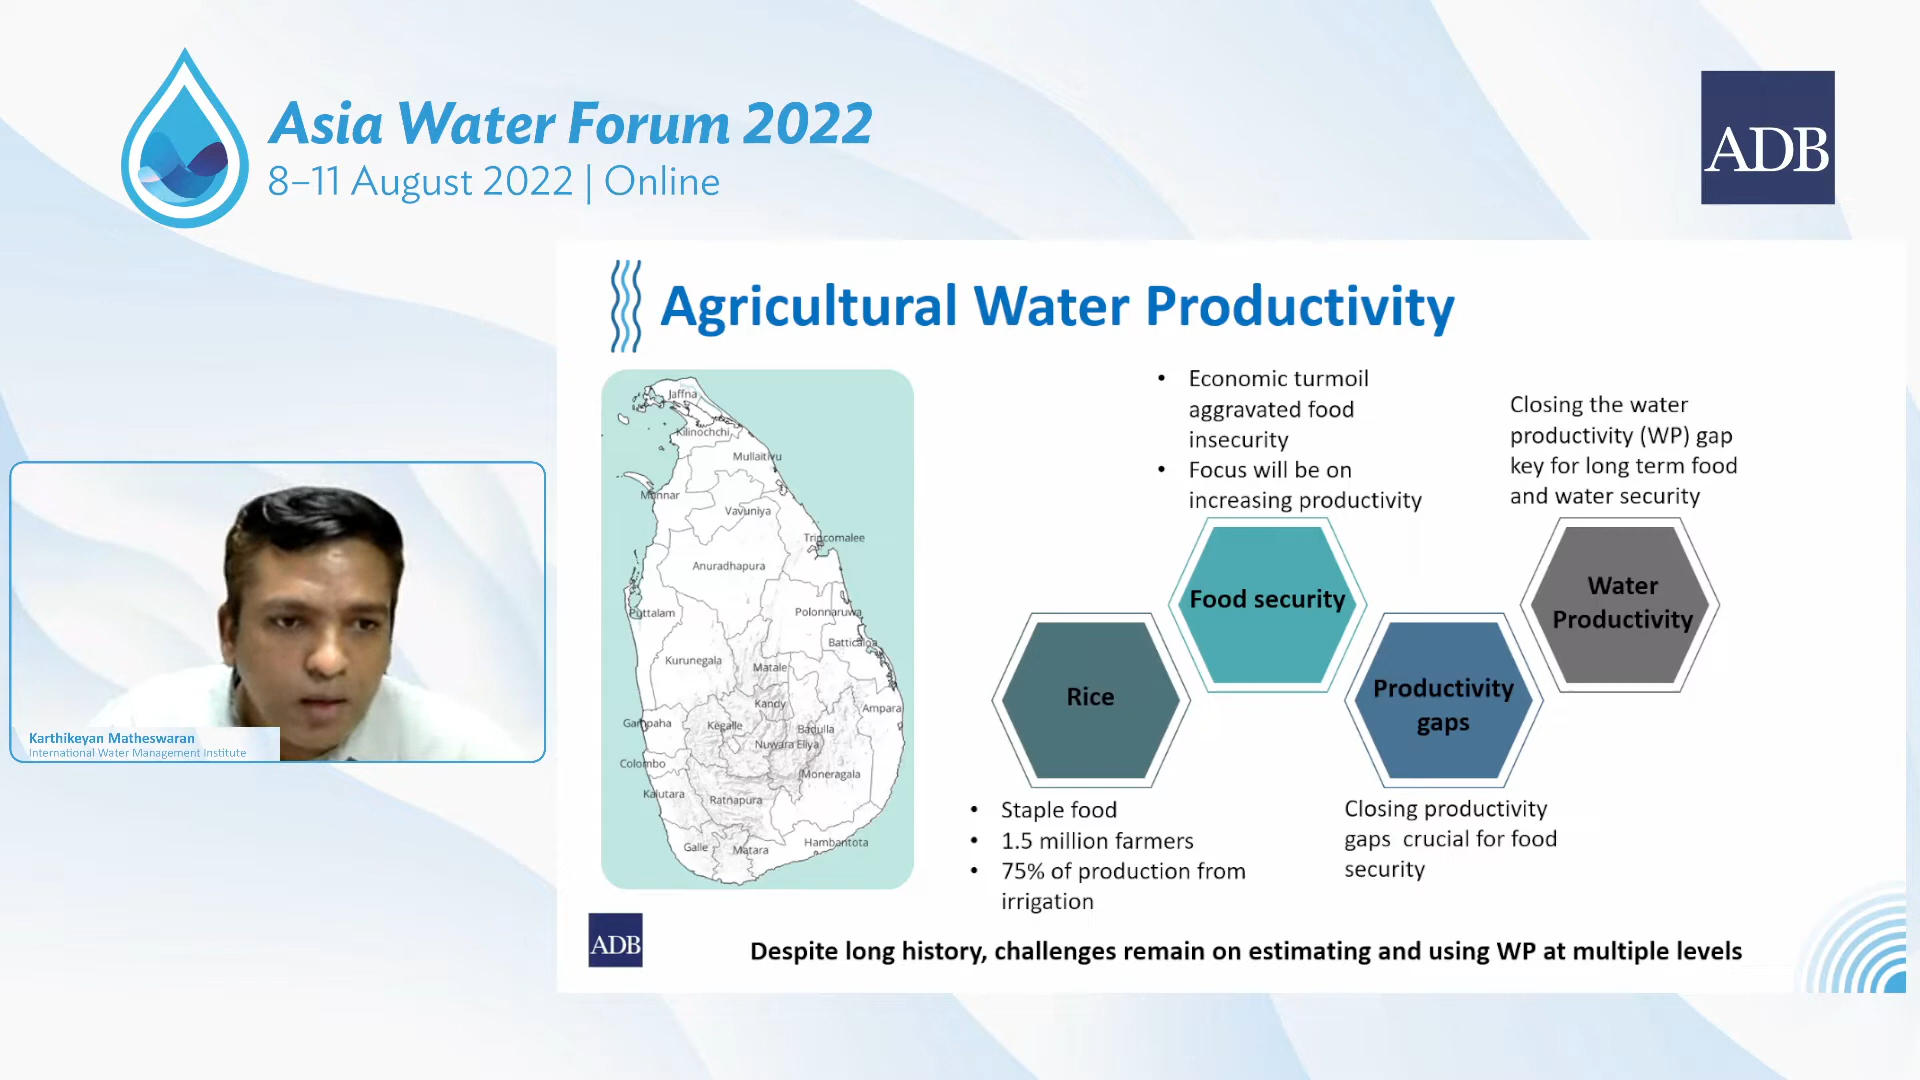 Asia Water Forum 2022
8–11 August 2022 | Online
ADB
Agricultural Water Productivity
Jaffna
Kilinochchi
Mullaitivu
Mannar
Vavuniya
Trincomalee
Anuradhapura
Puttalam
Polonnaruwa
Batticaloa
Kurunegala
Matale
Kandy
Ampara
Gampaha
Kegalle
Badulla
Nuwara Eliya
Colombo
Moneragala
Kalutara
Ratnapura
Galle
Matara
Hambantota
• Economic turmoil
aggravated food
insecurity
• Focus will be on
increasing productivity
Closing the water
productivity (WP) gap
key for long term food
and water security
Food security
Water
Productivity
Rice
Productivity
gaps
• Staple food
• 1.5 million farmers
• 75% of production from
irrigation
Closing productivity
gaps  crucial for food
security
Karthikeyan Matheswaran
International Water Management Institute
ADB
Despite long history, challenges remain on estimating and using WP at multiple levels